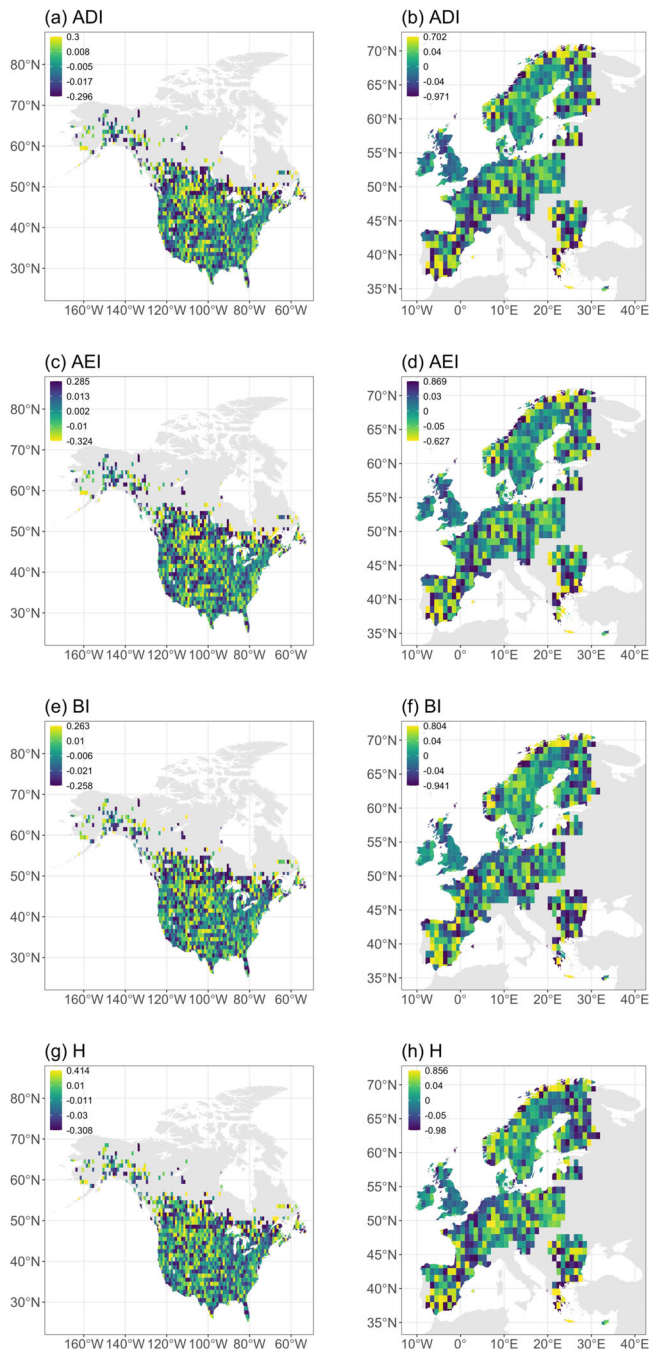 (a) ADI
0.3
0.008
-0.005
-0.017
-0.296
80°N
70°N
60°N
50°N
40°N
30°N
160°W 140°W 120°W 100°W 80°W 60°W
(b) ADI
0.702
0.04
0
-0.04
-0.971
70°N
65°N
60°N
55°N
50°N
45°N
40°N
35°N
10°W 0° 10°E 20°E 30°E 40°E
(c) AEI
0.285
0.013
0.002
-0.01
-0.324
80°N
70°N
60°N
50°N
40°N
30°N
160°W 140°W 120°W 100°W 80°W 60°W
(d) AEI
0.869
0.03
0
-0.05
-0.627
70°N
65°N
60°N
55°N
50°N
45°N
40°N
35°N
10°W 0° 10°E 20°E 30°E 40°E
(e) BI
0.263
0.01
-0.006
-0.021
-0.258
80°N
70°N
60°N
50°N
40°N
30°N
160°W 140°W 120°W 100°W 80°W 60°W
(f) BI
0.804
0.04
0
-0.04
-0.941
70°N
65°N
60°N
55°N
50°N
45°N
40°N
35°N
10°W 0° 10°E 20°E 30°E 40°E
(g) H
0.414
0.01
-0.011
-0.03
-0.308
80°N
70°N
60°N
50°N
40°N
30°N
160°W 140°W 120°W 100°W 80°W 60°W
(h) H
0.856
0.04
0
-0.05
-0.98
70°N
65°N
60°N
55°N
50°N
45°N
40°N
35°N
10°W 0° 10°E 20°E 30°E 40°E